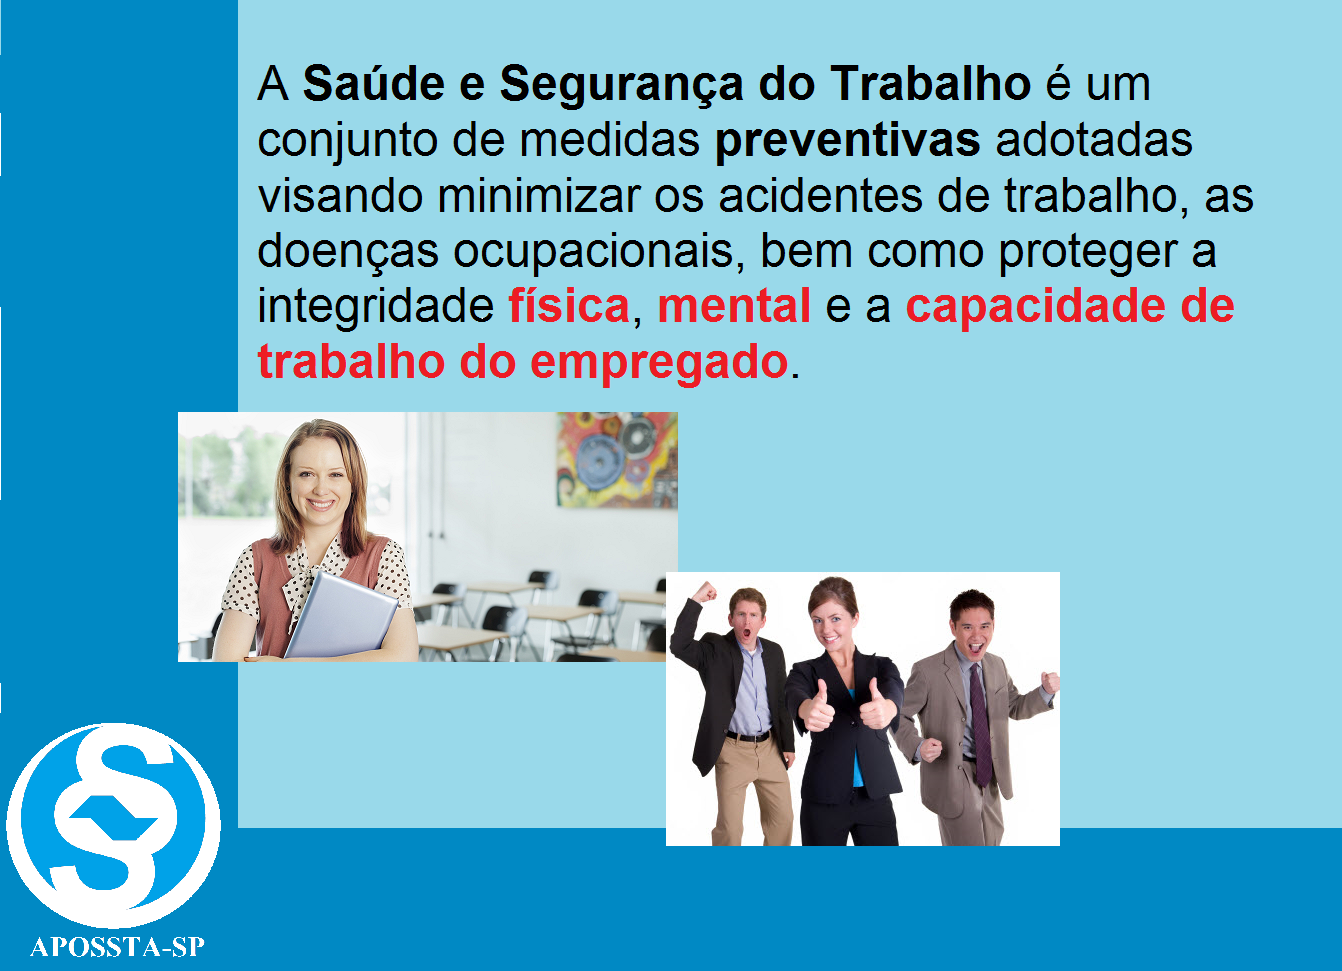 A Saúde e Segurança do Trabalho é um
conjunto de medidas preventivas adotadas
visando minimizar os acidentes de trabalho, as
doenças ocupacionais, bem como proteger a
integridade física, mental e a capacidade de
trabalho do empregado.
APOSSTA-SP